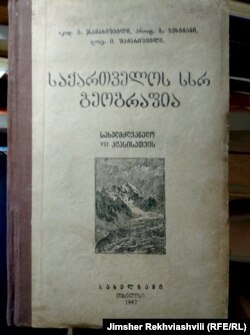 საქართველოს სსრ
გეოგრაფია
სახელმძღვანელო
VII კლასისათვის
სახელგამი
თბილისი
1947
Jimsher Rekhviashvili (RFE/RL)